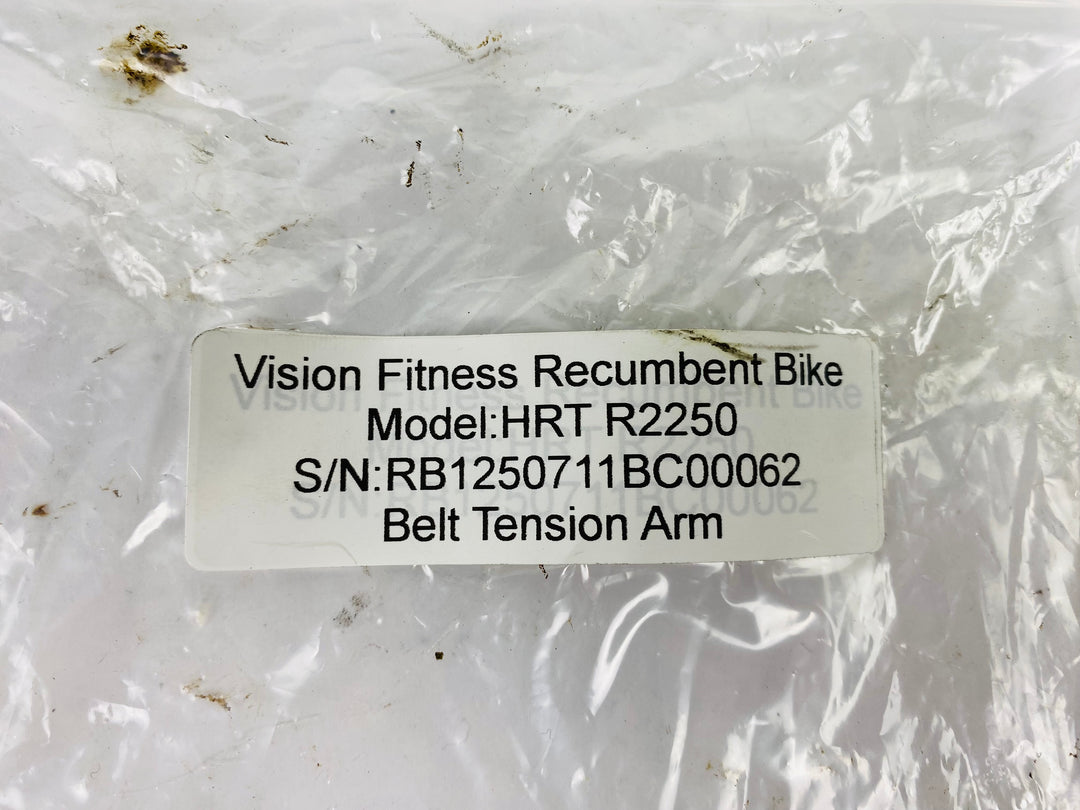 Vision Fitness Recumbent Bike
Model:HRT R2250
S/N:RB1250711BC00062
Belt Tension Arm